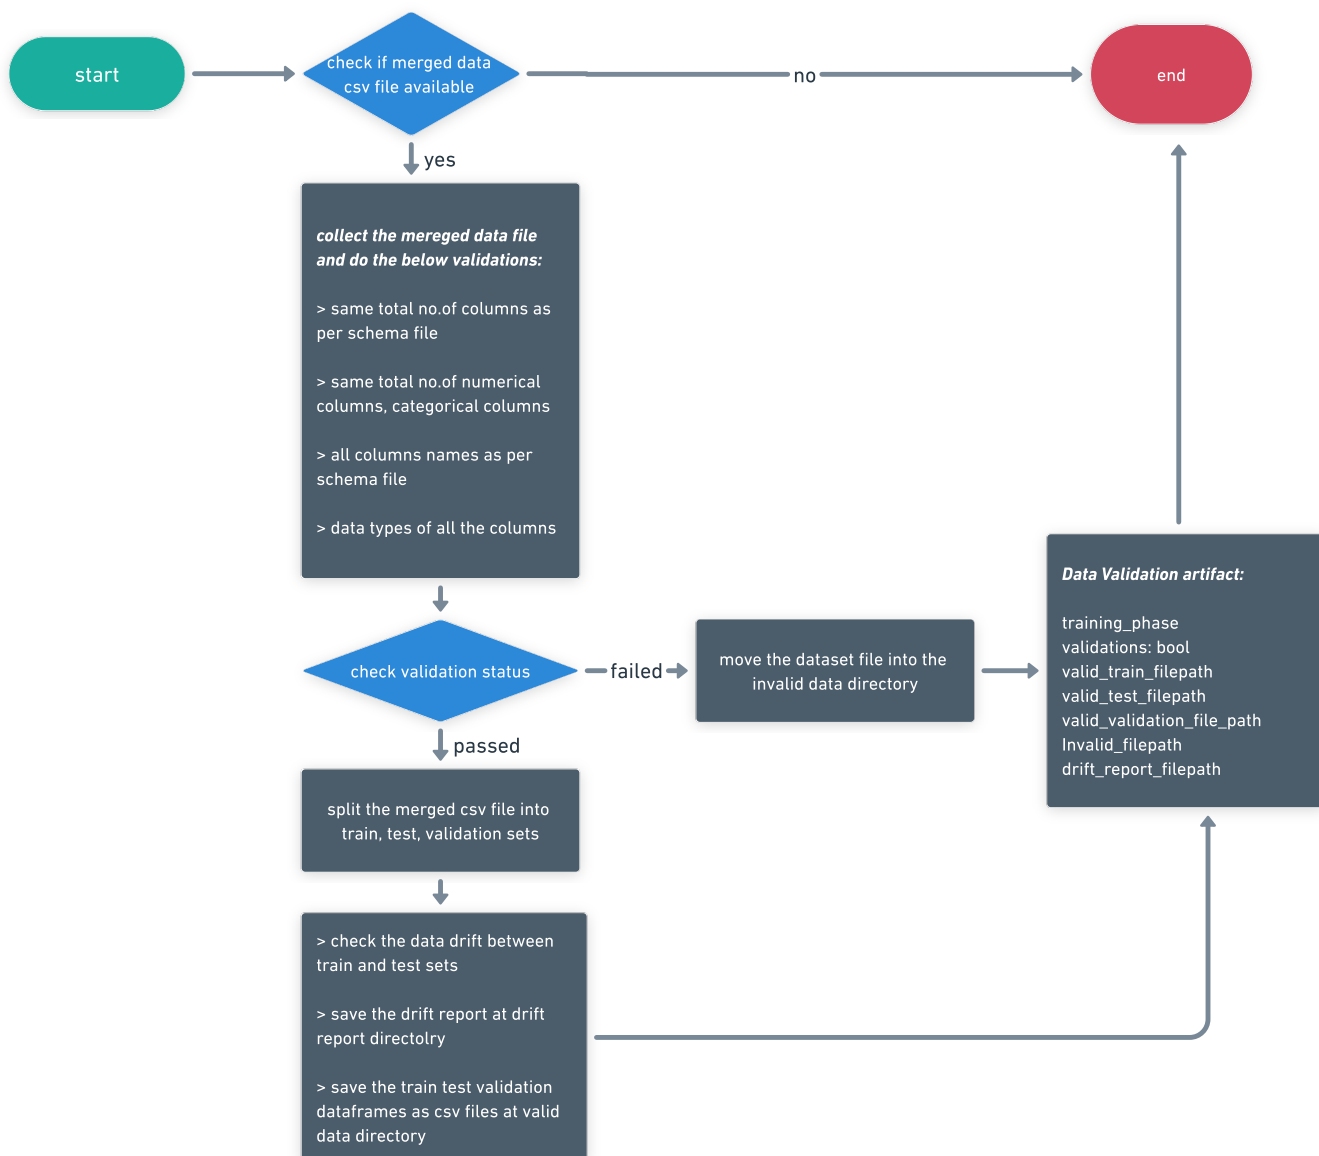 start
check if merged data
csv file available
no
end
yes
collect the mereged data file
and do the below validations:
> same total no.of columns as
per schema file
> same total no.of numerical
columns, categorical columns
> all columns names as per
schema file
> data types of all the columns
check validation status
failed
move the dataset file into the
invalid data directory
Data Validation artifact:
training_phase
validations: bool
valid_train_filepath
valid_test_filepath
valid_validation_file_path
Invalid_filepath
drift_report_filepath
passed
split the merged csv file into
train, test, validation sets
> check the data drift between
train and test sets
> save the drift report at drift
report directolry
> save the train test validation
dataframes as csv files at valid
data directory